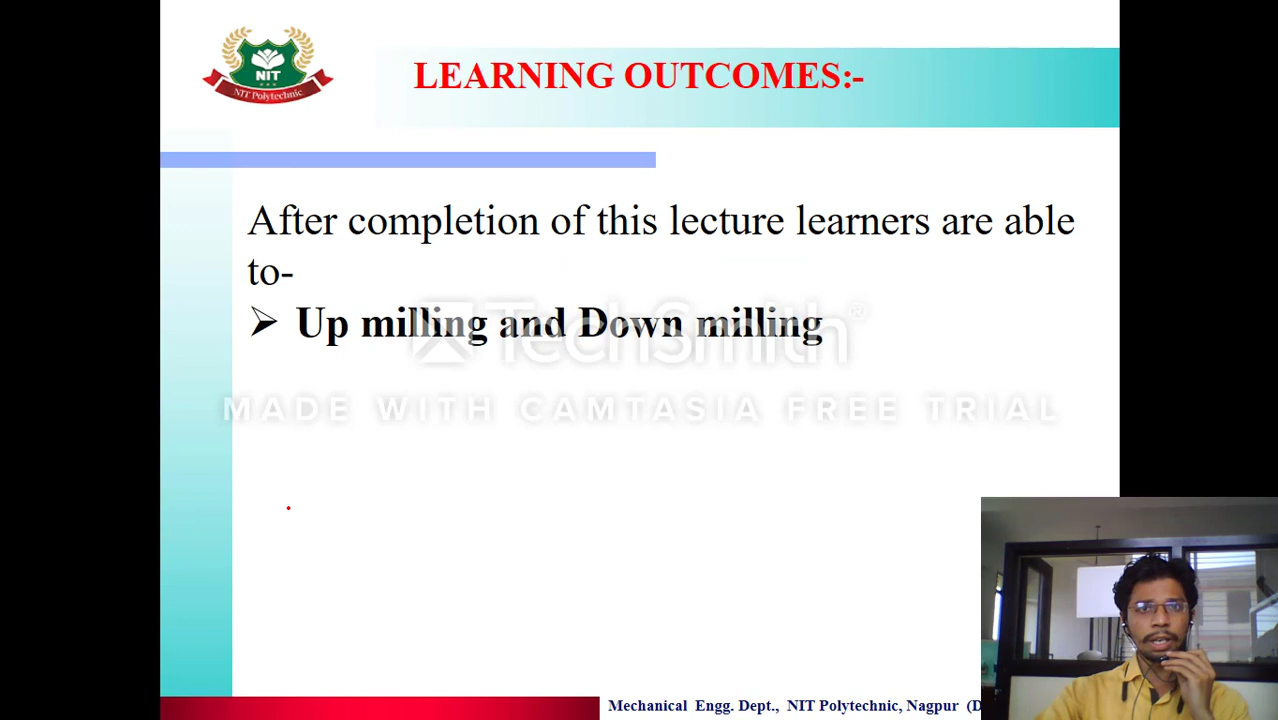 NIT
NIT Polytechnic
LEARNING OUTCOMES:-
After completion of this lecture learners are able
to-
➢ Up milling and Down milling
TechSmith®
MADE WITH CAMTASIA FREE TRIAL
Mechanical Engg. Dept., NIT Polytechnic, Nagpur (D